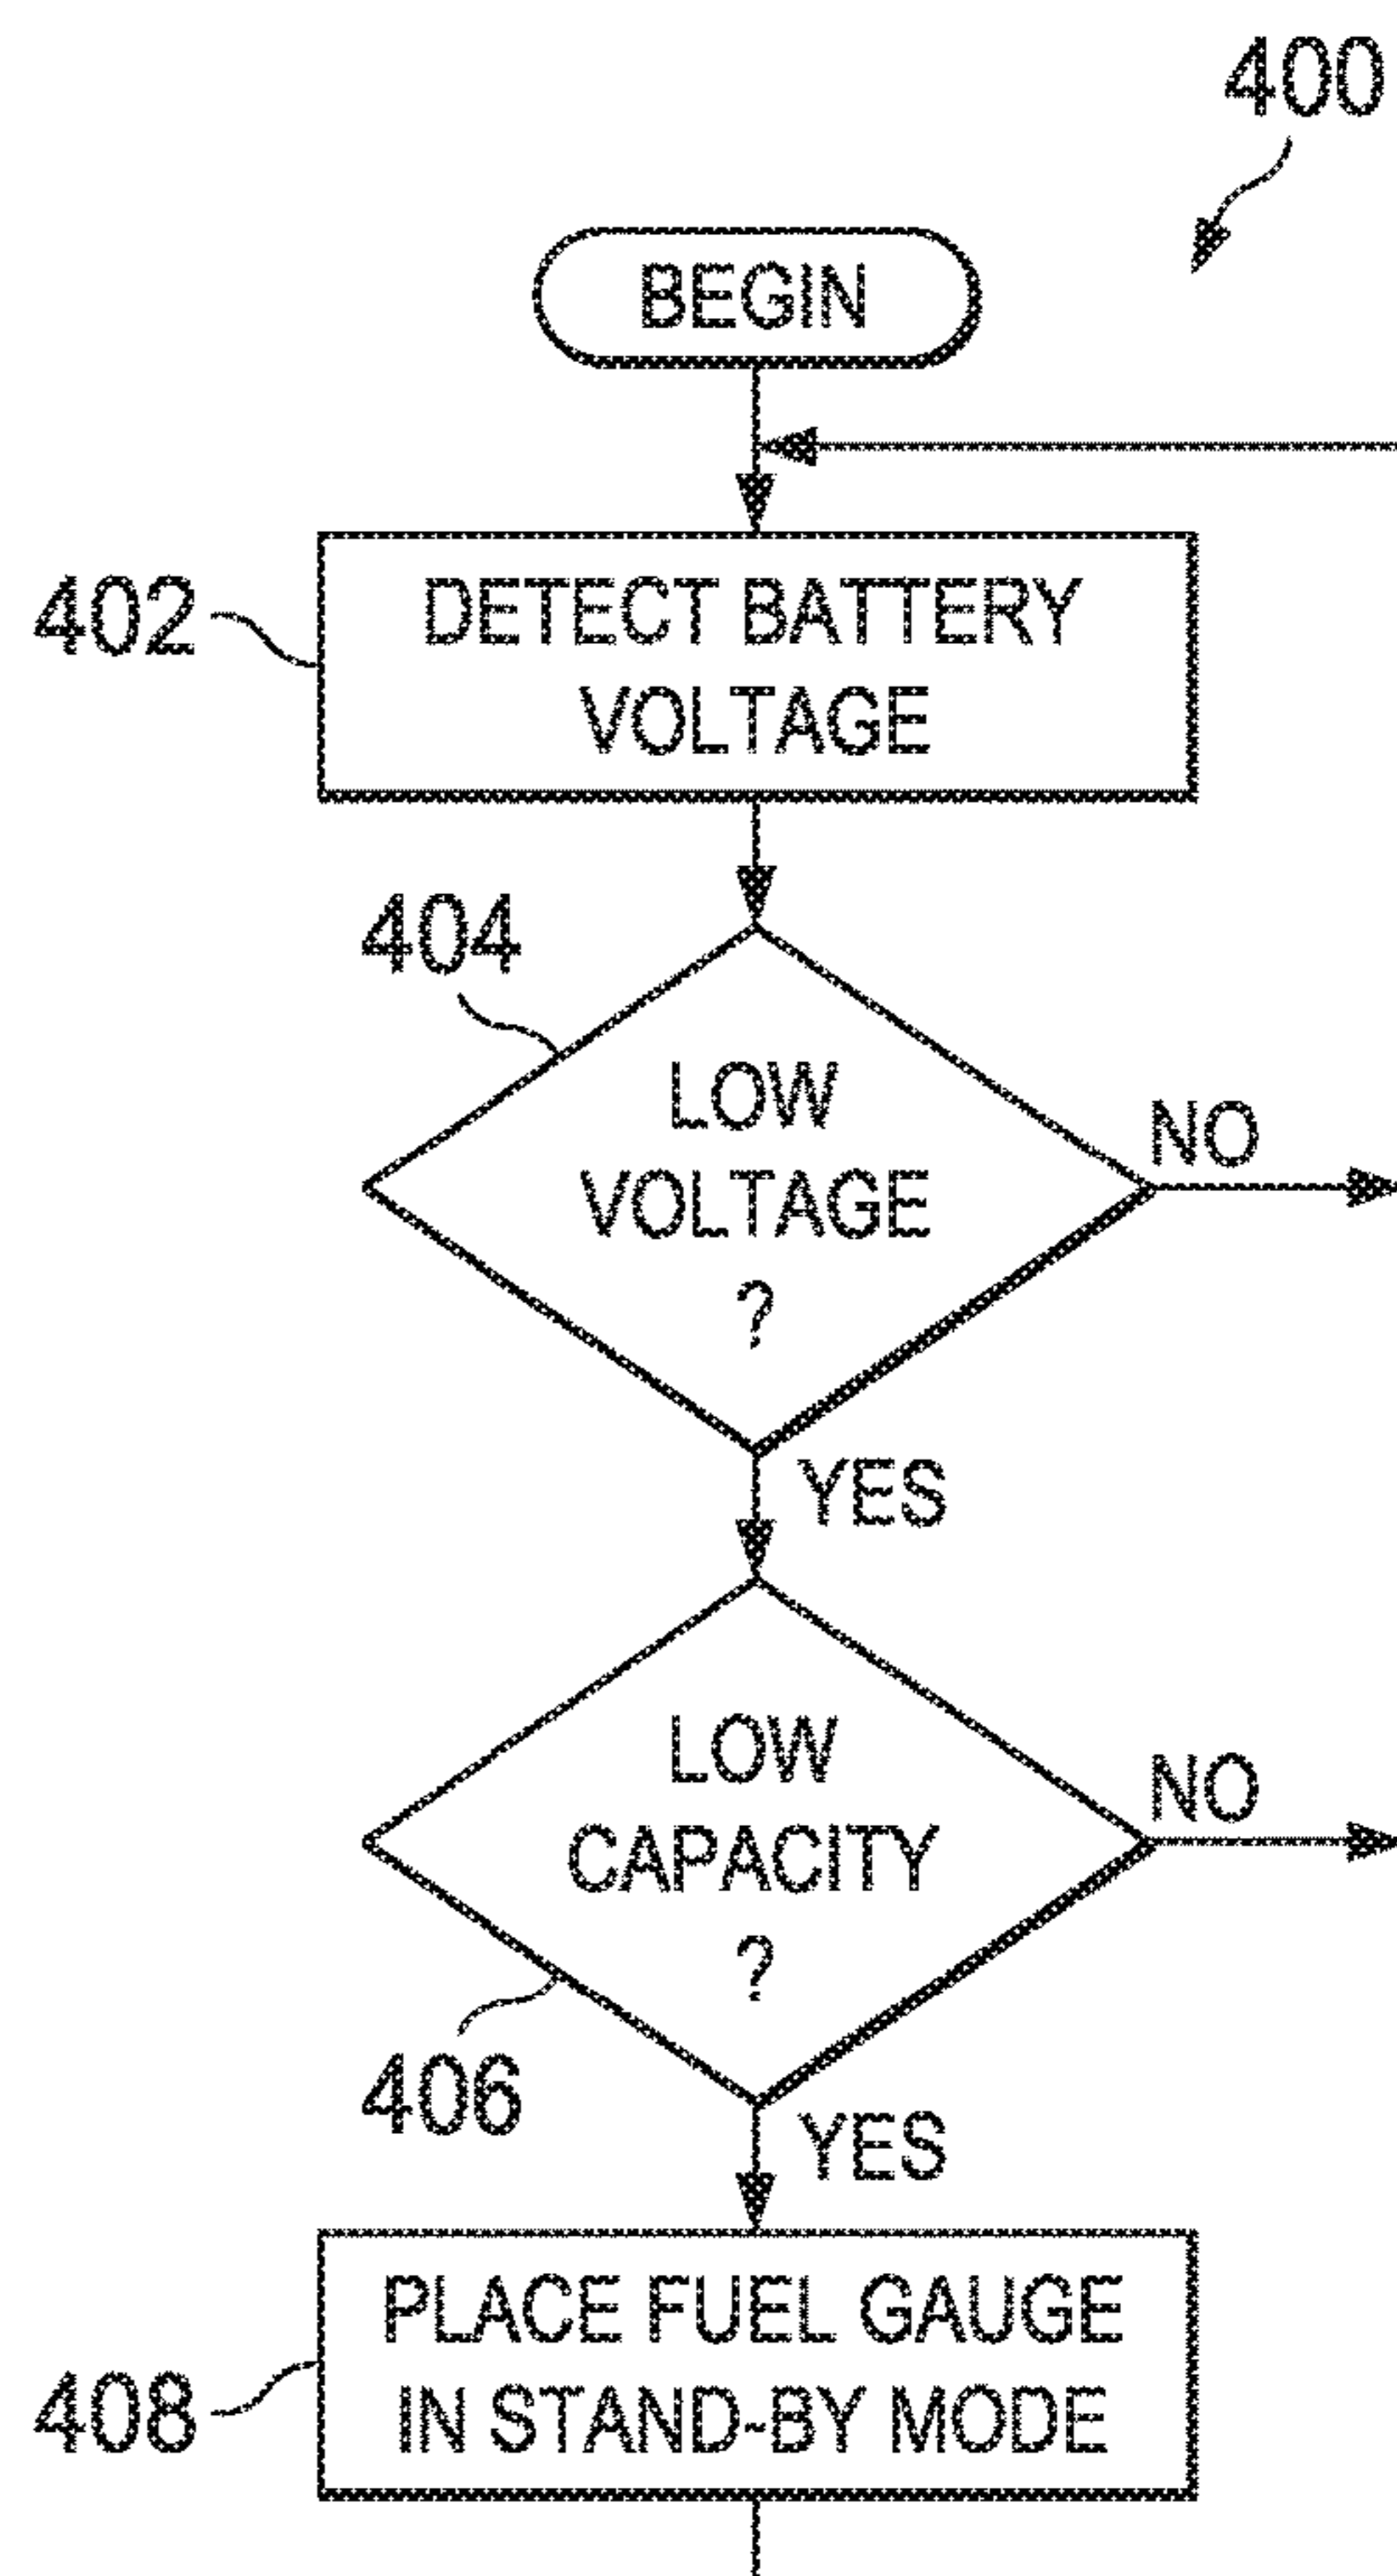 400
BEGIN
402
DETECT BATTERY
VOLTAGE
404
LOW
VOLTAGE
?
NO
YES
LOW
CAPACITY
?
NO
406
YES
408
PLACE FUEL GAUGE
IN STAND-BY MODE